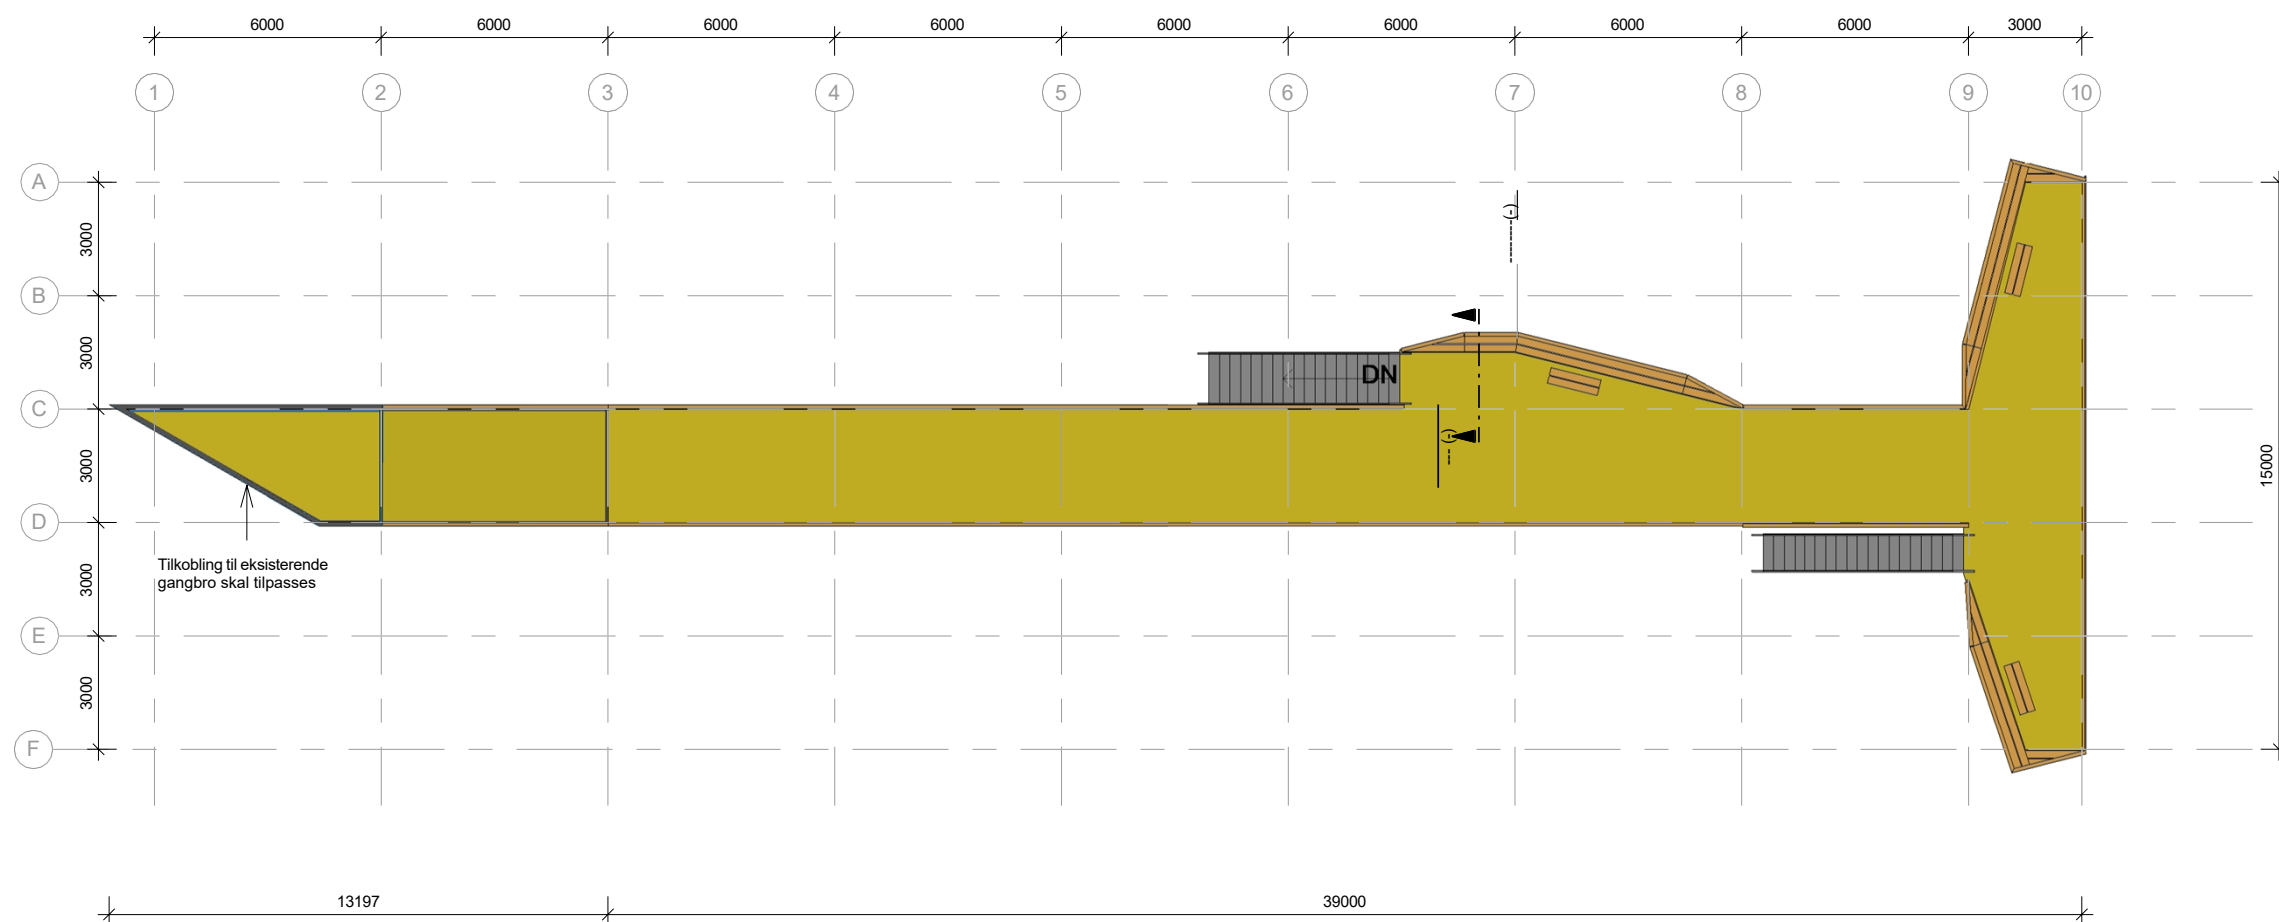 6000 6000 6000 6000 6000 6000 6000 6000 3000
1 2 3 4 5 6 7 8 9 10
A
3000
B
3000
C
3000
D
3000
E
3000
F
DN
(-)
(-)
15000
Tilkobling til eksisterende
gangbro skal tilpasses
13197 39000